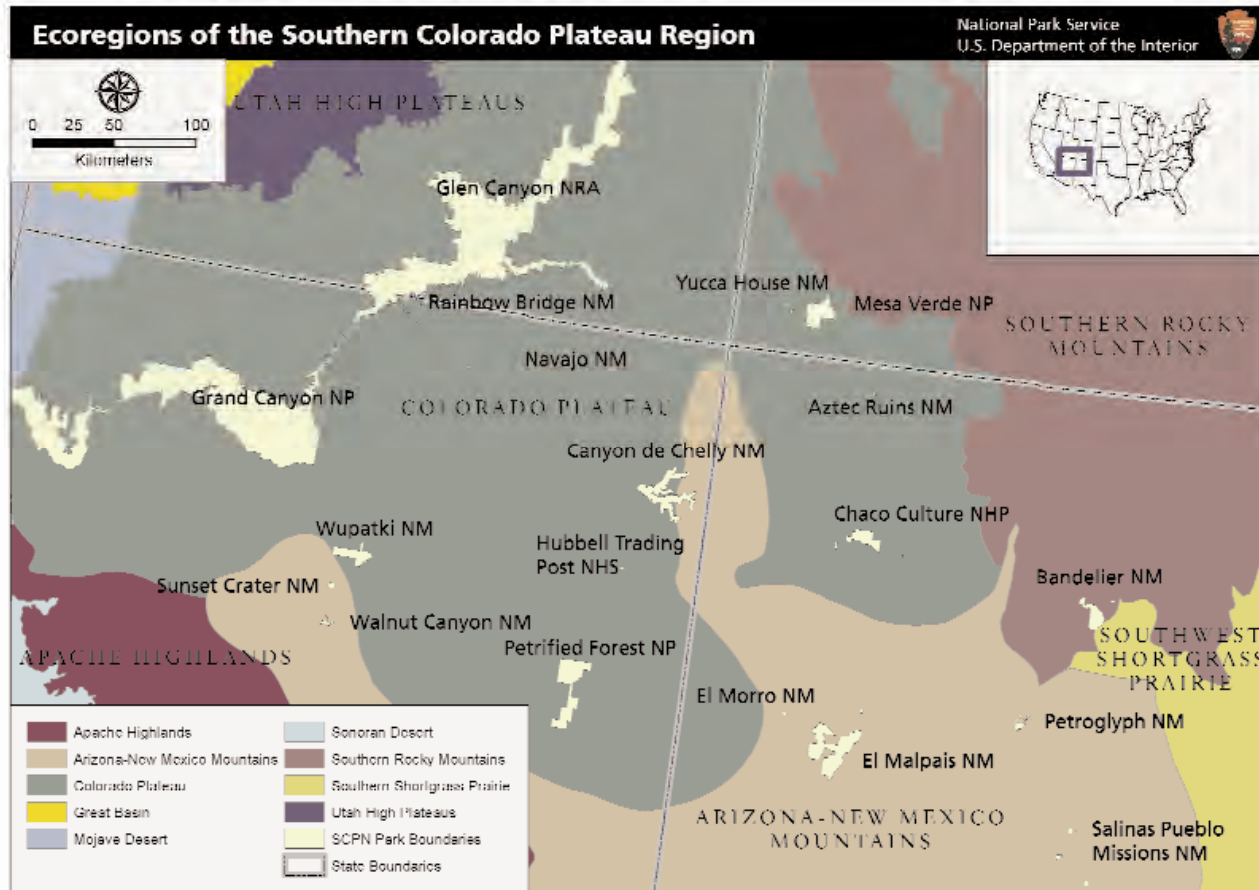 Ecoregions of the Southern Colorado Plateau Region
National Park Service
U.S. Department of the Interior
0 25 50 100
Kilometers
UTAH HIGH PLATEAUS
Glen Canyon NRA
Yucca House NM
Rainbow Bridge NM
Mesa Verde NP
SOUTHERN ROCKY
MOUNTAINS
Navajo NM
Grand Canyon NP
COLORADO PLATEAU
Aztec Ruins NM
Canyon de Chelly NM
Chaco Culture NHP
Wupatki NM
Hubbell Trading
Post NHS
Sunset Crater NM
Bandelier NM
Walnut Canyon NM
SOUTHWEST
SHORTGRASS
PRAIRIE
Petrified Forest NP
APACHE HIGHLANDS
El Morro NM
Petroglyph NM
El Malpais NM
ARIZONA-NEW MEXICO
MOUNTAINS
Salinas Pueblo
Missions NM
Apache Highlands
Arizona-New Mexico Mountains
Colorado Plateau
Great Basin
Mojave Desert
Sonoran Desert
Southern Rocky Mountains
Southern Shortgrass Prairie
Utah High Plateaus
SCPN Park Boundaries
State Boundaries